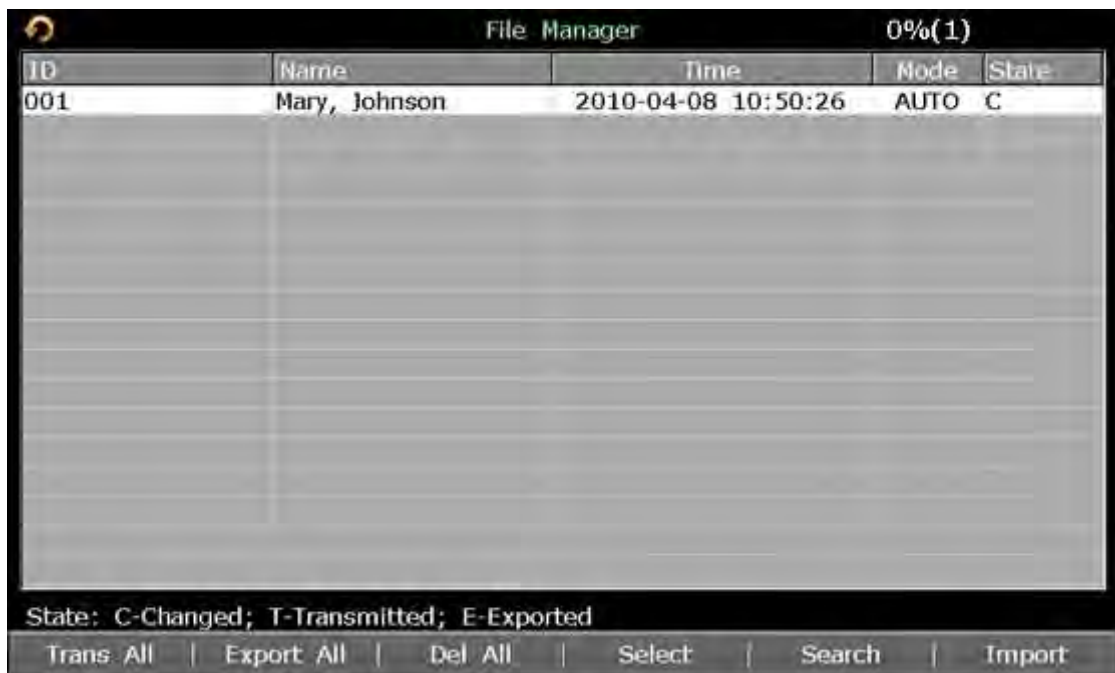 File Manager 0%(1)
ID Name Time Mode State
001 Mary, Johnson 2010-04-08 10:50:26 AUTO C
State: C-Changed; T-Transmitted; E-Exported
Trans All | Export All | Del All | Select | Search | Import